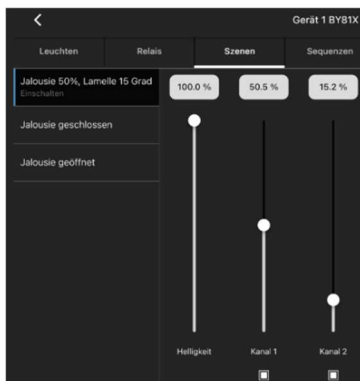 Gerät 1 BY81X
Leuchten Relais Szenen Sequenzen
Jalousie 50%, Lamelle 15 Grad
Einschalten
Jalousie geschlossen
Jalousie geöffnet
100.0 % 50.5 % 15.2 %
Helligkeit Kanal 1 Kanal 2